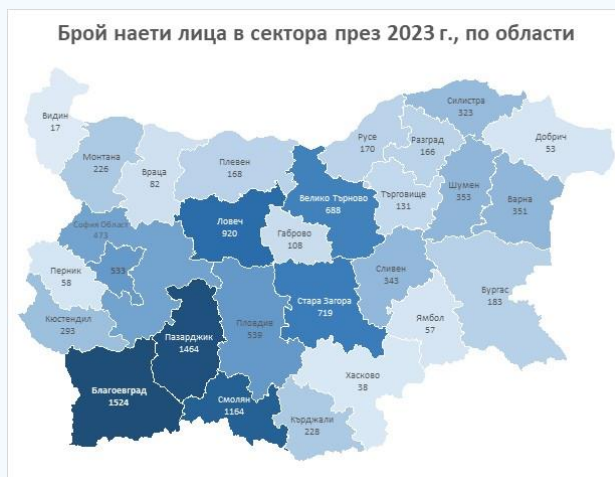 Брой наети лица в сектора през 2023 г., по области
Видин
17
Монтана
226
Враца
82
Плевен
168
Русе
170
Разград
166
Силистра
323
Добрич
53
Търговище
131
Шумен
353
Варна
351
Велико Търново
688
Ловеч
920
Габрово
108
София Област
473
533
Перник
58
Кюстендил
293
Пазарджик
1464
Пловдив
539
Стара Загора
719
Сливен
343
Бургас
183
Ямбол
57
Хасково
38
Благоевград
1524
Смолян
1164
Кърджали
228